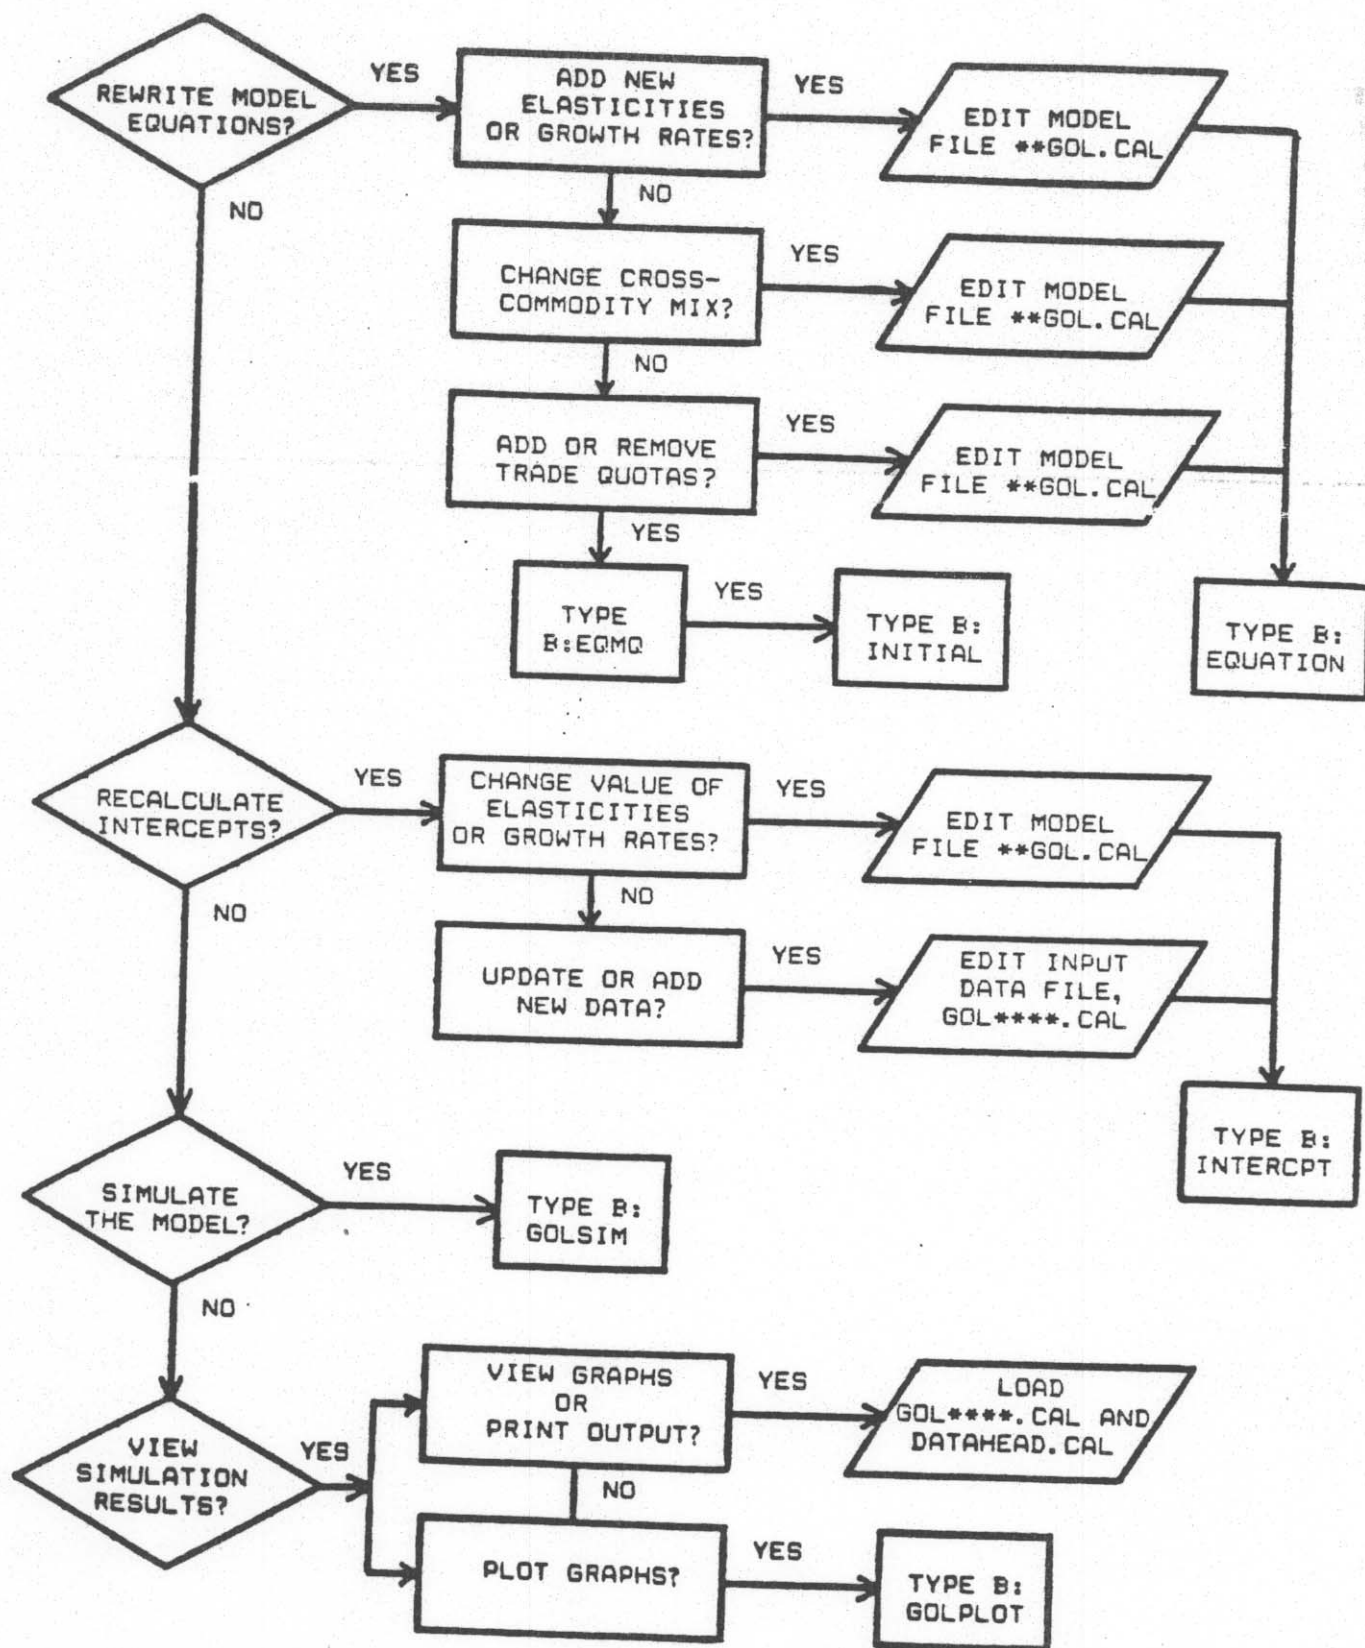 REWRITE MODEL
EQUATIONS?
YES
ADD NEW
ELASTICITIES
OR GROWTH RATES?
YES
EDIT MODEL
FILE **GOL.CAL
NO
NO
CHANGE CROSS-
COMMODITY MIX?
YES
EDIT MODEL
FILE **GOL.CAL
NO
ADD OR REMOVE
TRADE QUOTAS?
YES
EDIT MODEL
FILE **GOL.CAL
YES
TYPE
B:EQMQ
YES
TYPE B:
INITIAL
TYPE B:
EQUATION
RECALCULATE
INTERCEPTS?
YES
CHANGE VALUE OF
ELASTICITIES
OR GROWTH RATES?
YES
EDIT MODEL
FILE **GOL.CAL
NO
NO
UPDATE OR ADD
NEW DATA?
YES
EDIT INPUT
DATA FILE,
GOL****.CAL
TYPE B:
INTERCPT
SIMULATE
THE MODEL?
YES
TYPE B:
GOLSIM
NO
VIEW
SIMULATION
RESULTS?
YES
VIEW GRAPHS
OR
PRINT OUTPUT?
YES
LOAD
GOL****.CAL AND
DATAHEAD.CAL
NO
PLOT GRAPHS?
YES
TYPE B:
GOLPLOT